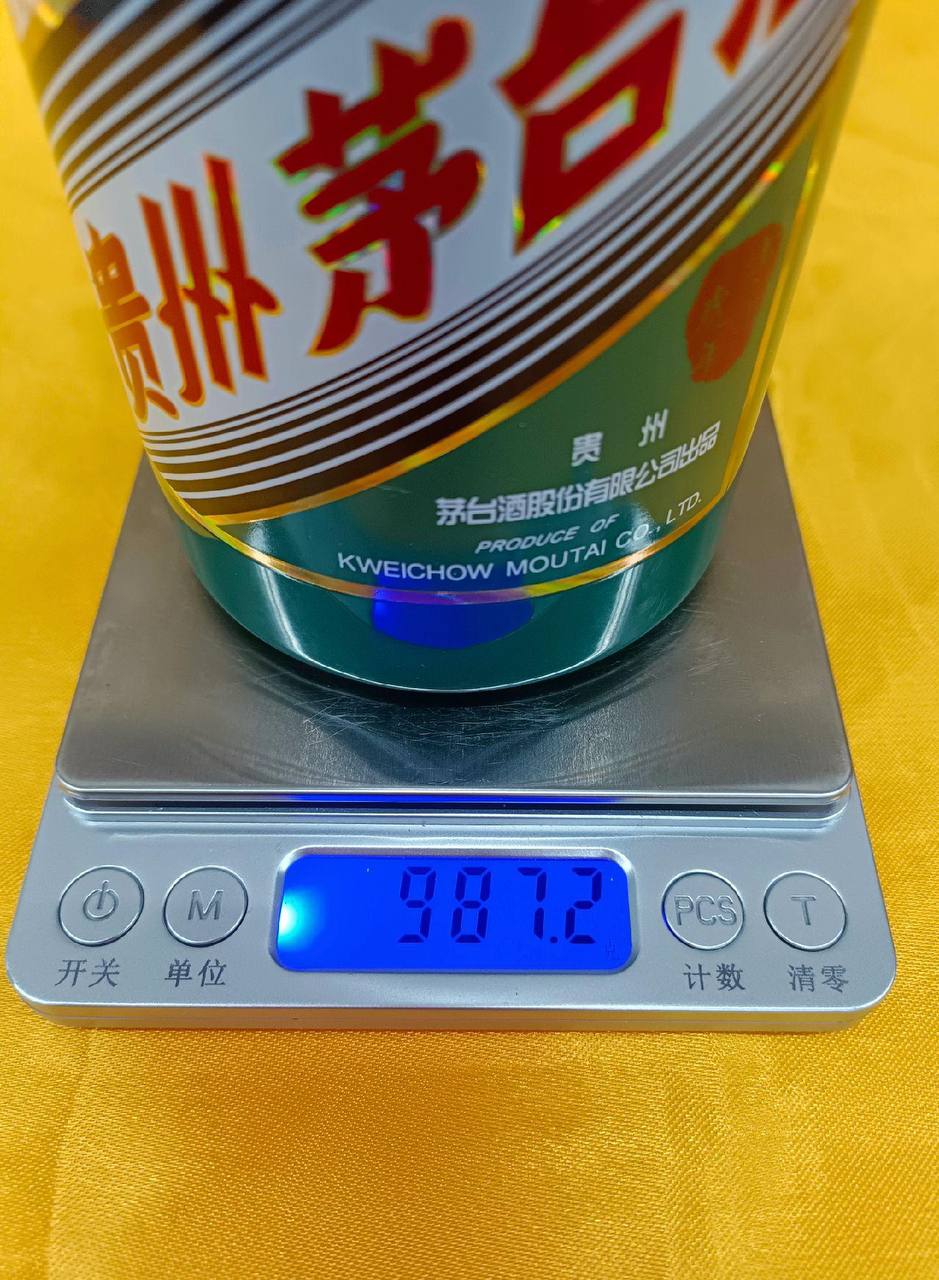 贵州茅台
贵州
茅台酒股份有限公司出品
PRODUCE OF
KWEICHOW MOUTAI CO., LTD.
987.2
M
PCS
T
开关
单位
计数
清零